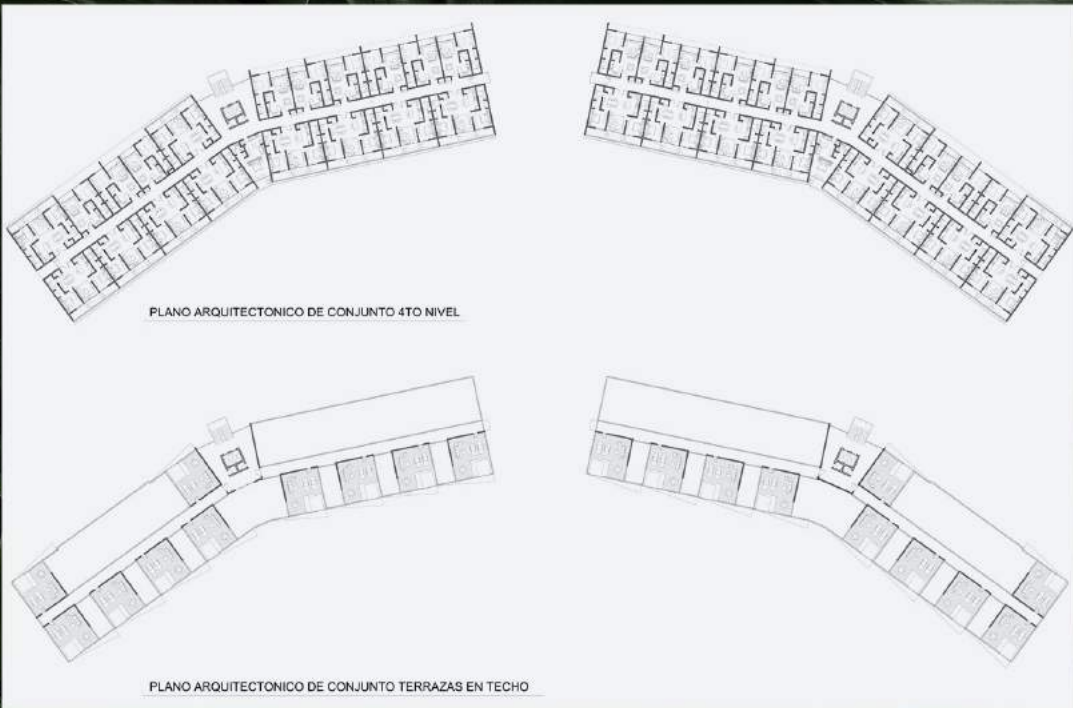 PLANO ARQUITECTONICO DE CONJUNTO 4TO NIVEL
PLANO ARQUITECTONICO DE CONJUNTO TERRAZAS EN TECHO